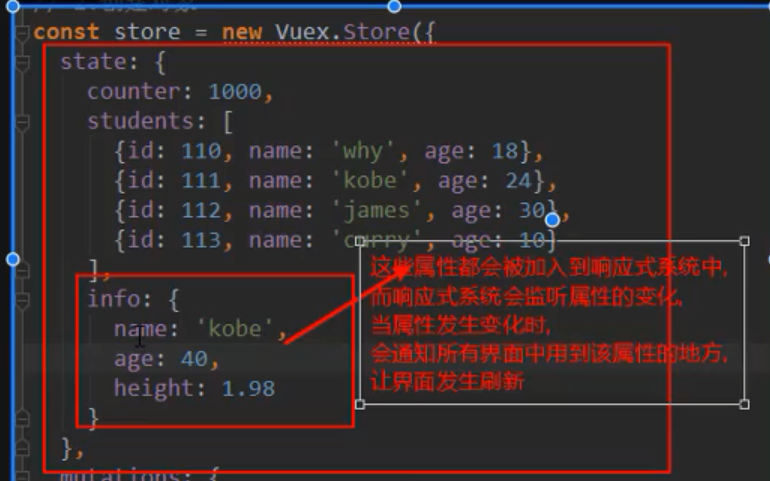 // 1.创建对象
const store = new Vuex.Store({
state: {
counter: 1000,
students: [
{id: 110, name: 'why', age: 18},
{id: 111, name: 'kobe', age: 24},
{id: 112, name: 'james', age: 30},
{id: 113, name: 'curry', age: 10}
],
info: {
name: 'kobe',
age: 40,
height: 1.98
}
},
mutations: {
这些属性都会被加入到响应式系统中,
而响应式系统会监听属性的变化,
当属性发生变化时,
会通知所有界面中用到该属性的地方,
让界面发生刷新